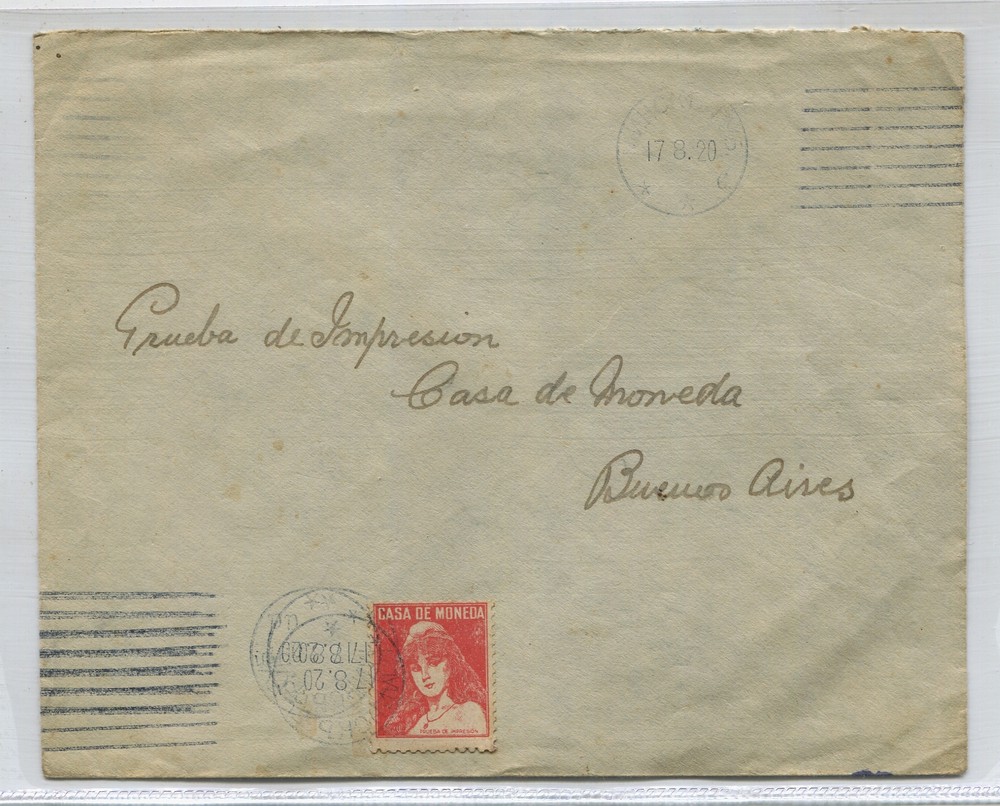 17 8. 20
Prueba de Impresion
Casa de Moneda
Buenos Aires
CASA DE MONEDA
17 8.20
PRUEBA DE IMPRESIÓN